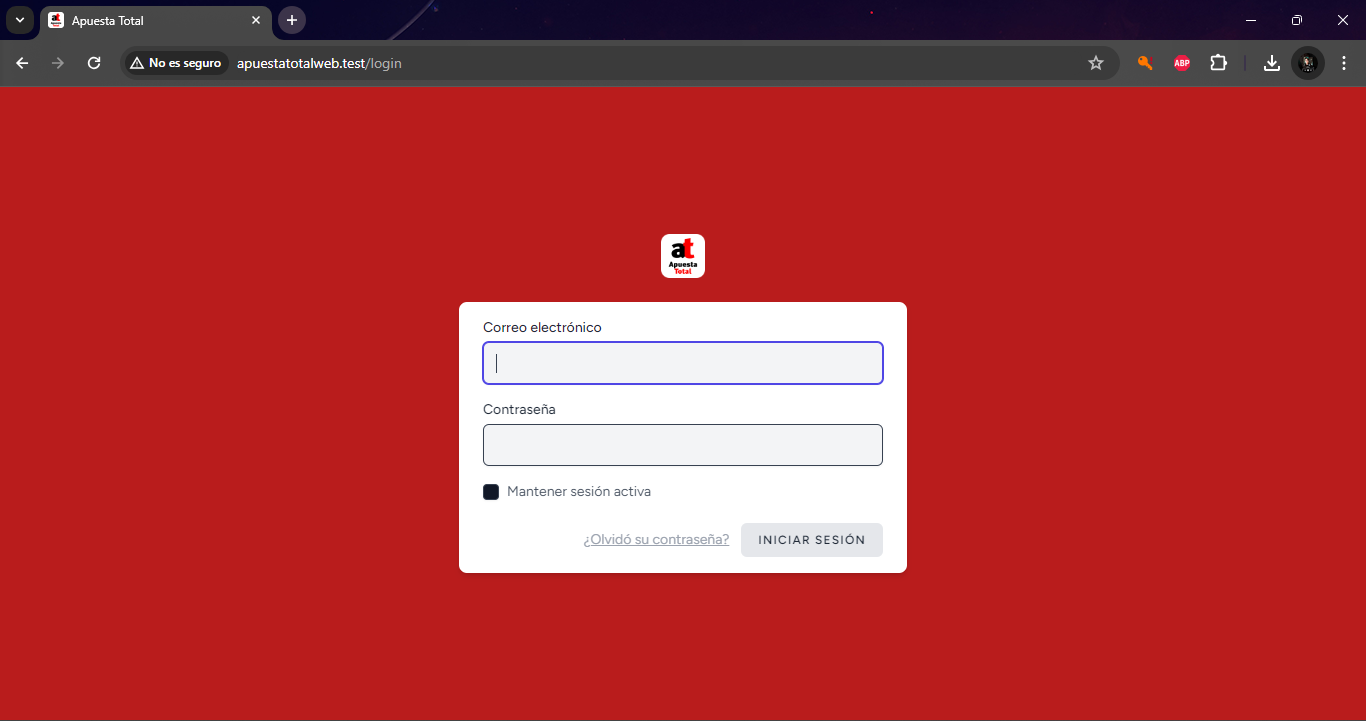 at
Apuesta Total
No es seguro
apuestatotalweb.test/login
ABP
at
Apuesta
Total
Correo electrónico
Contraseña
Mantener sesión activa
¿Olvidó su contraseña?
INICIAR SESIÓN